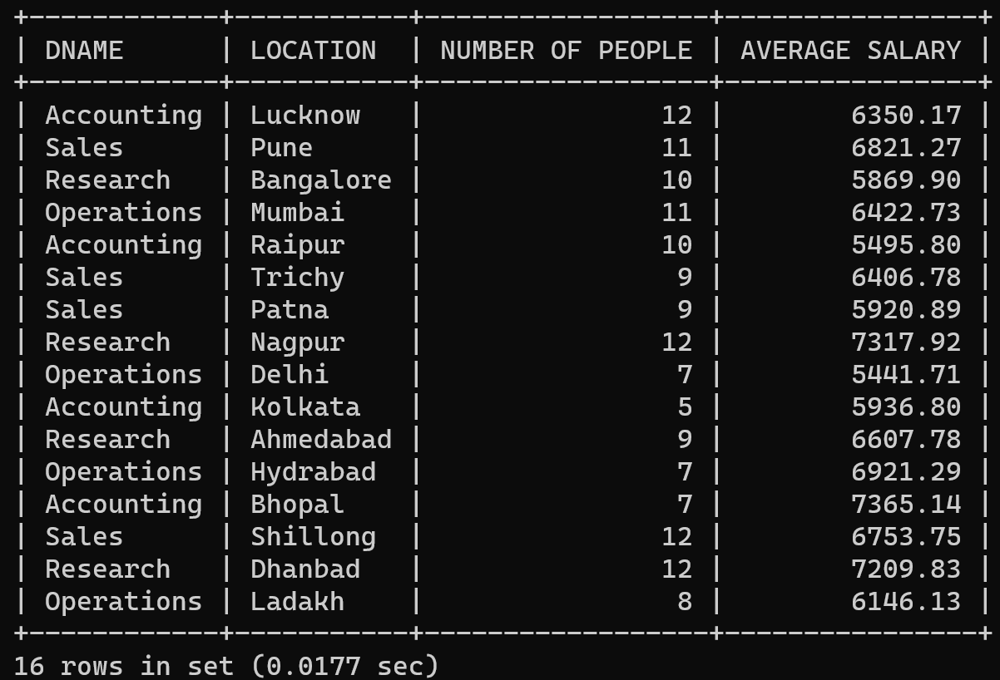 +------------+-----------+------------------+----------------+
| DNAME      | LOCATION  | NUMBER OF PEOPLE | AVERAGE SALARY |
+------------+-----------+------------------+----------------+
| Accounting | Lucknow   |               12 |        6350.17 |
| Sales      | Pune      |               11 |        6821.27 |
| Research   | Bangalore |               10 |        5869.90 |
| Operations | Mumbai    |               11 |        6422.73 |
| Accounting | Raipur    |               10 |        5495.80 |
| Sales      | Trichy    |                9 |        6406.78 |
| Sales      | Patna     |                9 |        5920.89 |
| Research   | Nagpur    |               12 |        7317.92 |
| Operations | Delhi     |                7 |        5441.71 |
| Accounting | Kolkata   |                5 |        5936.80 |
| Research   | Ahmedabad |                9 |        6607.78 |
| Operations | Hydrabad  |                7 |        6921.29 |
| Accounting | Bhopal    |                7 |        7365.14 |
| Sales      | Shillong  |               12 |        6753.75 |
| Research   | Dhanbad   |               12 |        7209.83 |
| Operations | Ladakh    |                8 |        6146.13 |
+------------+-----------+------------------+----------------+
16 rows in set (0.0177 sec)